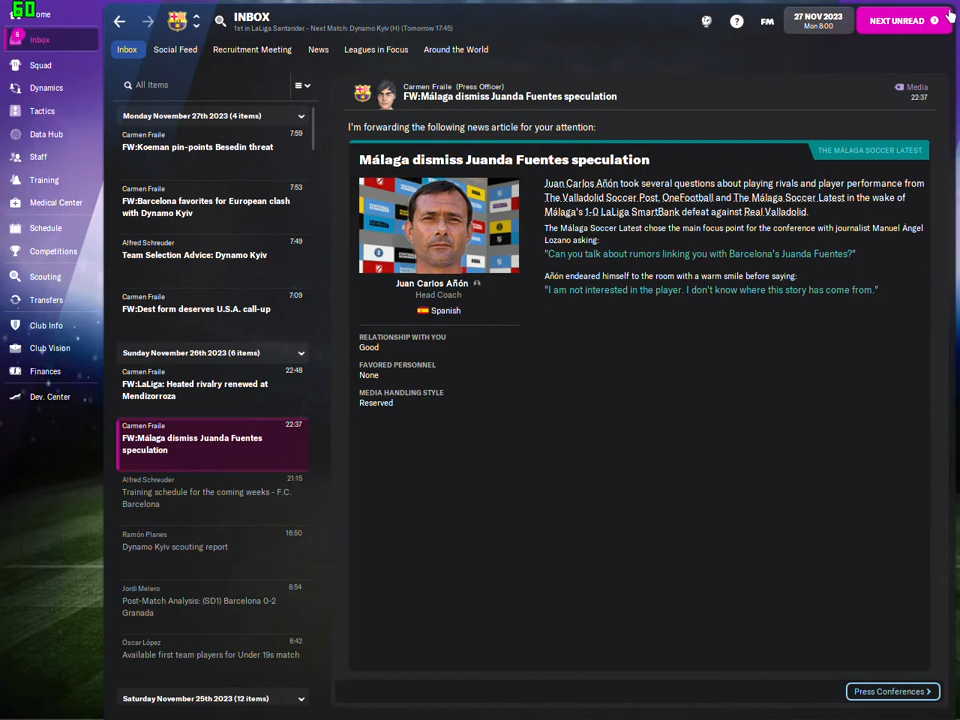 60
ome
5
Inbox
Squad
Dynamics
Tactics
Data Hub
Staff
Training
Medical Center
Schedule
Competitions
Scouting
Transfers
Club Info
Club Vision
Finances
Dev. Center
INBOX
1st in LaLiga Santander - Next Match: Dynamo Kyiv (H) (Tomorrow 17:45)
?
FM
27 NOV 2023
Mon 8:00
NEXT UNREAD
Inbox
Social Feed
Recruitment Meeting
News
Leagues in Focus
Around the World
All Items
Monday November 27th 2023 (4 items)
Carmen Fraile 7:59
FW:Koeman pin-points Besedin threat
Carmen Fraile 7:53
FW:Barcelona favorites for European clash
with Dynamo Kyiv
Alfred Schreuder 7:49
Team Selection Advice: Dynamo Kyiv
Carmen Fraile 7:09
FW:Dest form deserves U.S.A. call-up
Sunday November 26th 2023 (6 items)
Carmen Fraile 22:48
FW:LaLiga: Heated rivalry renewed at
Mendizorroza
Carmen Fraile 22:37
FW:Málaga dismiss Juanda Fuentes
speculation
Alfred Schreuder 21:15
Training schedule for the coming weeks - F.C.
Barcelona
Ramón Planes 16:50
Dynamo Kyiv scouting report
Jordi Melero 8:54
Post-Match Analysis: (SD1) Barcelona 0-2
Granada
Óscar López 8:42
Available first team players for Under 19s match
Saturday November 25th 2023 (12 items)
Carmen Fraile (Press Officer)
FW:Málaga dismiss Juanda Fuentes speculation
Media
22:37
I'm forwarding the following news article for your attention:
THE MÁLAGA SOCCER LATEST
Málaga dismiss Juanda Fuentes speculation
Juan Carlos Añón
Head Coach
Spanish
RELATIONSHIP WITH YOU
Good
FAVORED PERSONNEL
None
MEDIA HANDLING STYLE
Reserved
Juan Carlos Añón took several questions about playing rivals and player performance from
The Valladolid Soccer Post, OneFootball and The Málaga Soccer Latest in the wake of
Málaga's 1-0 LaLiga SmartBank defeat against Real Valladolid.
The Málaga Soccer Latest chose the main focus point for the conference with journalist Manuel Ángel
Lozano asking:
"Can you talk about rumors linking you with Barcelona's Juanda Fuentes?"
Añón endeared himself to the room with a warm smile before saying:
"I am not interested in the player. I don't know where this story has come from."
Press Conferences >